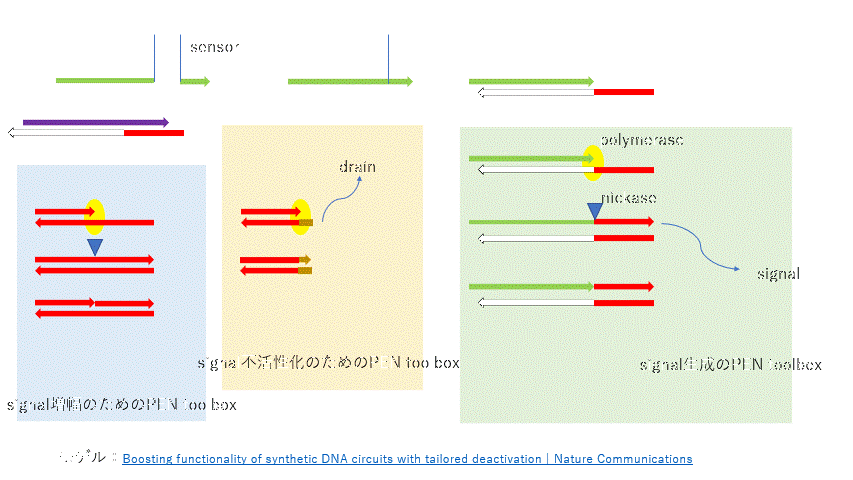 sensor
polymerase
drain
nickase
signal
signal不活性化のためのPEN toolbox
signal生成のPEN toolbox
signal増幅のためのPEN toolbox
モデル：Boosting functionality of synthetic DNA circuits with tailored deactivation | Nature Communications